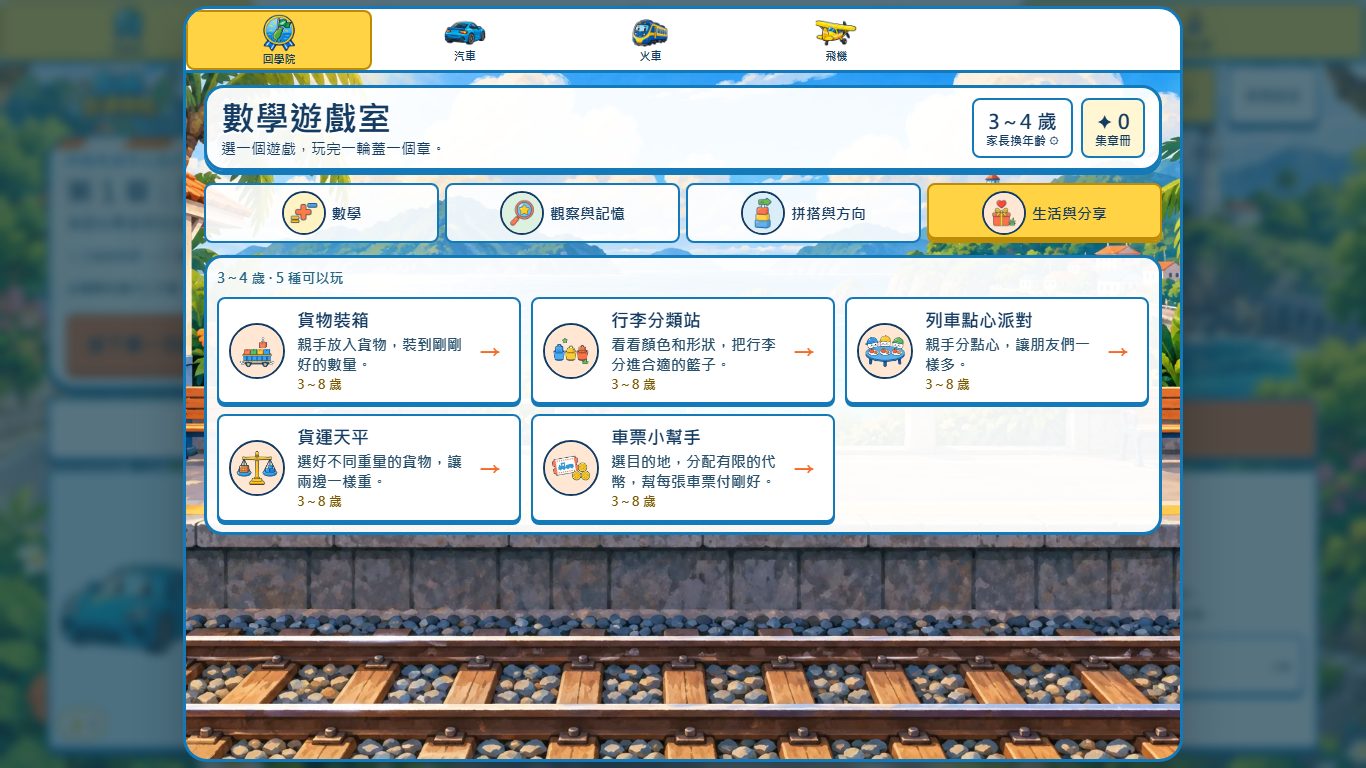 回學院
汽車
火車
飛機
數學遊戲室
選一個遊戲，玩完一輪蓋一個章。
3~4 歲
家長換年齡 ⚙
✦ 0
集章冊
數學
觀察與記憶
拼搭與方向
生活與分享
3~4 歲 · 5 種可以玩
貨物裝箱
親手放入貨物，裝到剛剛
好的數量。
3~8 歲
→
行李分類站
看看顏色和形狀，把行李
分進合適的籃子。
3~8 歲
→
列車點心派對
親手分點心，讓朋友們一
樣多。
3~8 歲
→
貨運天平
選好不同重量的貨物，讓
兩邊一樣重。
3~8 歲
→
車票小幫手
選目的地，分配有限的代
幣，幫每張車票付剛好。
3~8 歲
→